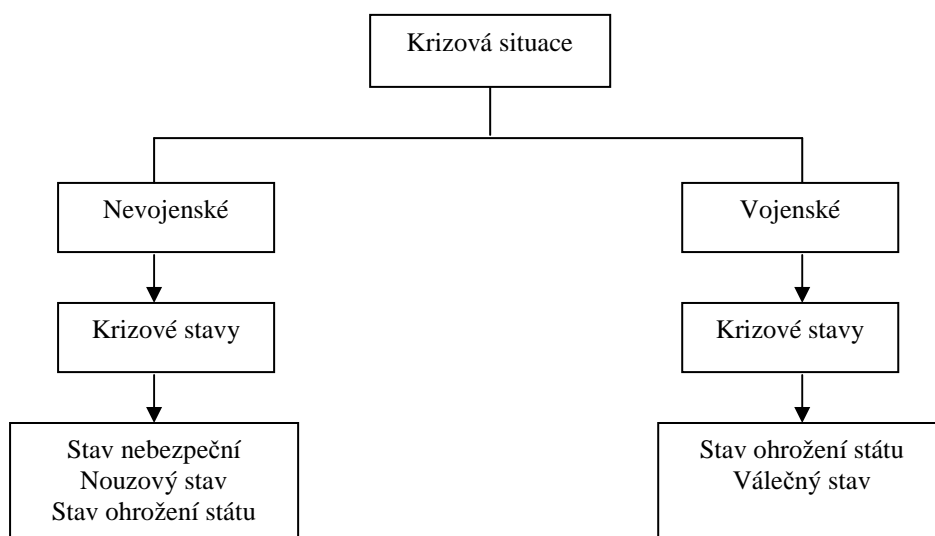 Krizová situace
Nevojenské
Vojenské
Krizové stavy
Krizové stavy
Stav nebezpeční
Nouzový stav
Stav ohrožení státu
Stav ohrožení státu
Válečný stav